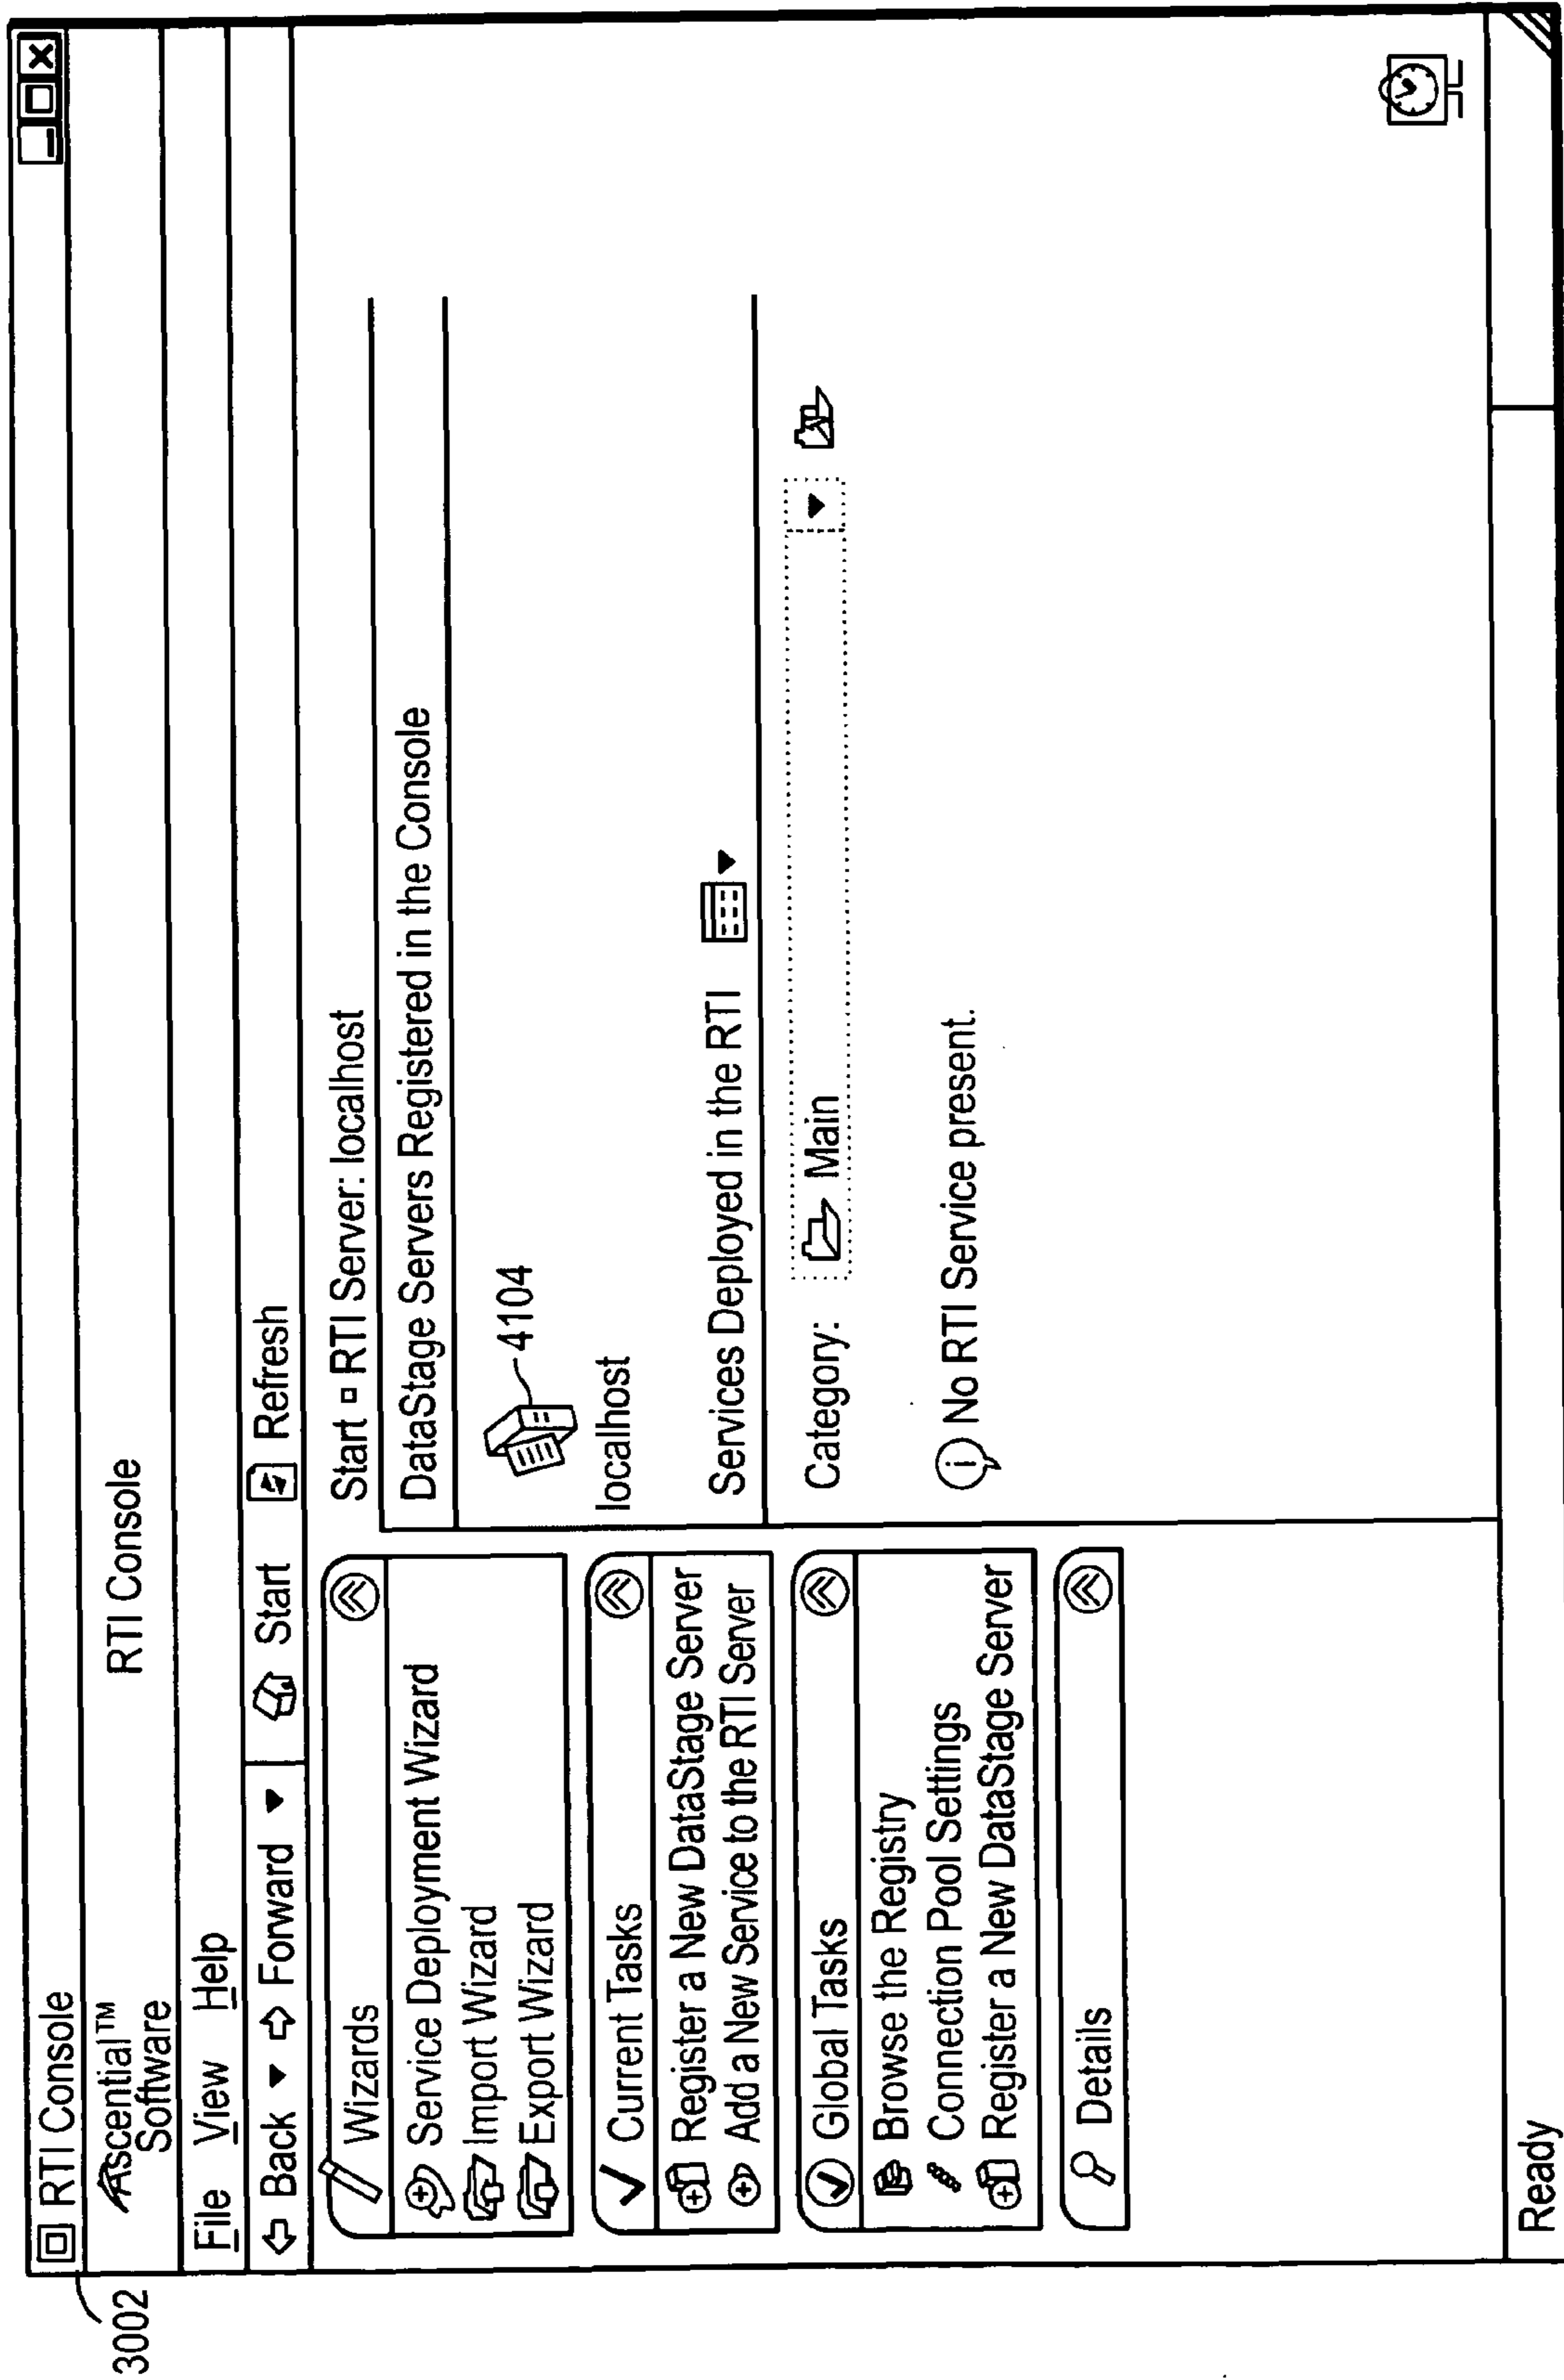 RTI Console
Ascential™
Software
RTI Console
File View Help
Back Forward Start Refresh
Wizards
Service Deployment Wizard
Import Wizard
Export Wizard
Current Tasks
Register a New DataStage Server
Add a New Service to the RTI Server
Global Tasks
Browse the Registry
Connection Pool Settings
Register a New DataStage Server
Details
Start RTI Server: localhost
DataStage Servers Registered in the Console
4104
localhost
Services Deployed in the RTI
Category: Main
No RTI Service present.
Ready
3002